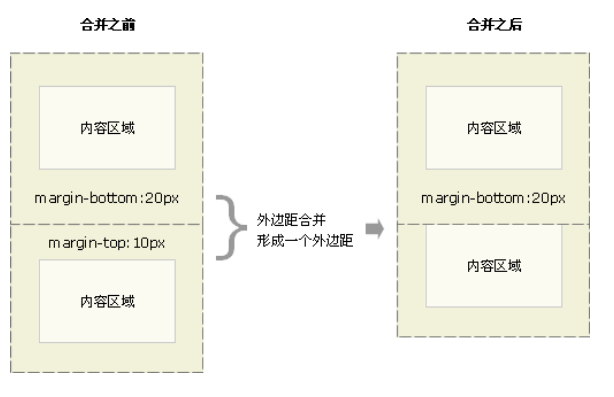 合并之前
合并之后
内容区域
margin-bottom:20px
margin-top:10px
内容区域
外边距合并
形成一个外边距
内容区域
margin-bottom:20px
内容区域